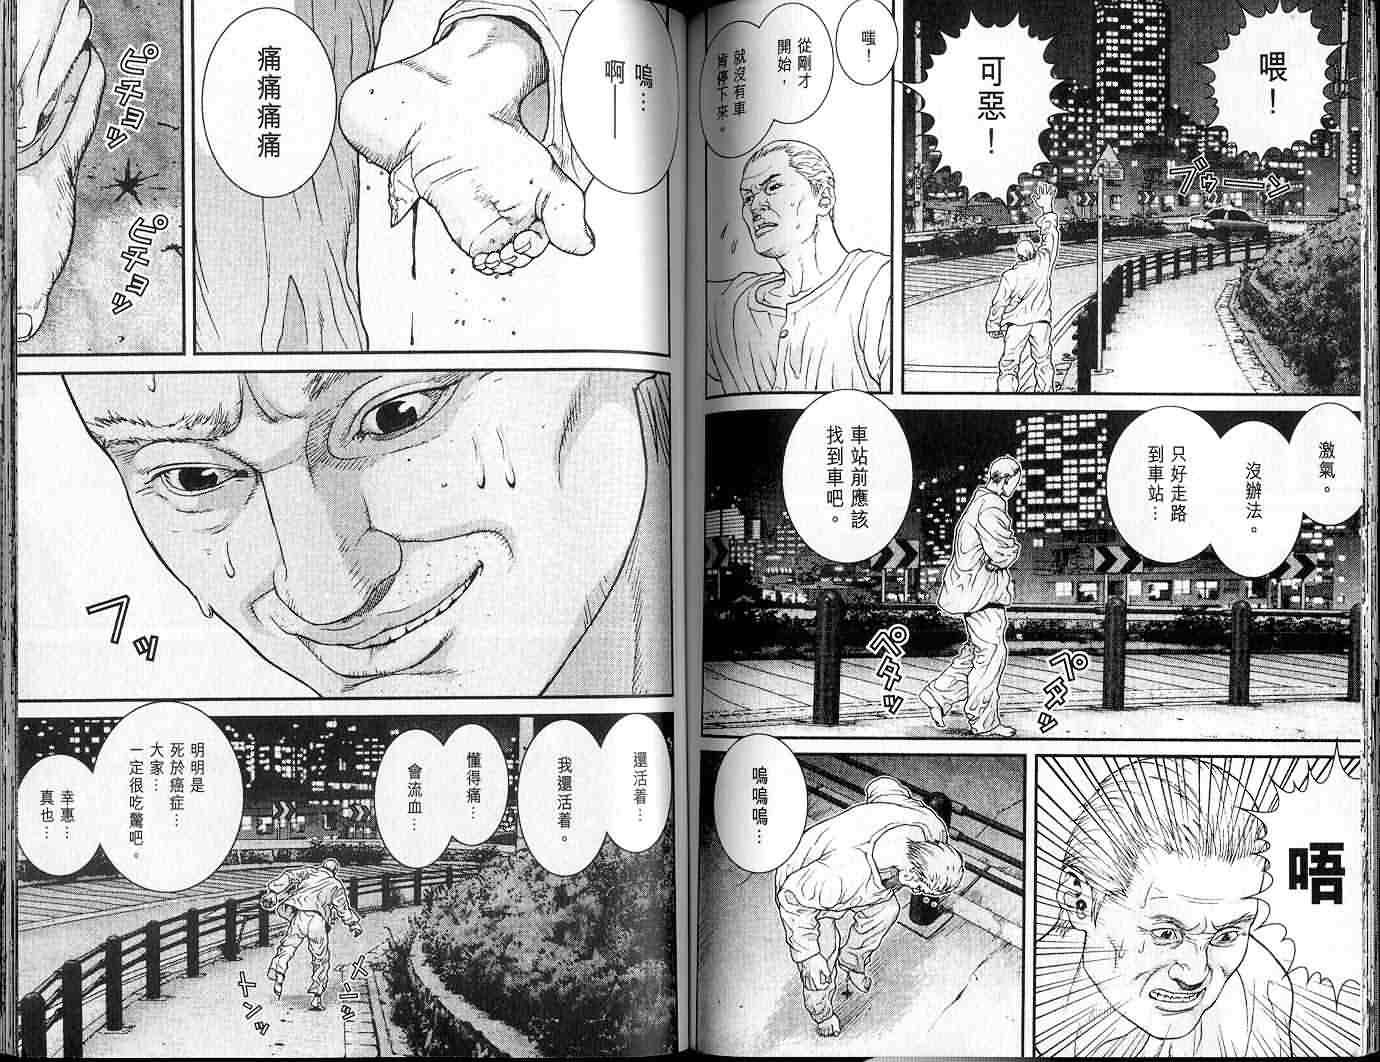 喂！
可惡！
ブゥーーン
嗤！
從剛才
開始，
就沒有車
肯停下來。
激氣。
沒辦法。
只好走路
到車站…
車站前應該
找到車吧。
ペタッ
ペタッ
唔
嗚嗚嗚…
嗚…
啊——
痛痛痛痛
ピチョッ
ピチョッ
フッ
還活着…
我還活着。
懂得痛…
會流血…
明明是
死於癌症…
大家…
一定很吃驚吧。
幸惠…
真也…